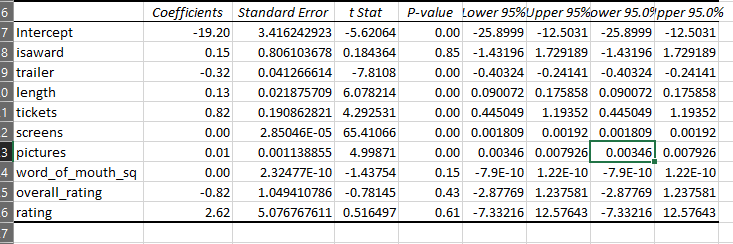 6 Coefficients Standard Error t Stat P-value Lower 95% Upper 95% ower 95.0% pper 95.0%
7 Intercept -19.20 3.416242923 -5.62064 0.00 -25.8999 -12.5031 -25.8999 -12.5031
8 isaward 0.15 0.806103678 0.184364 0.85 -1.43196 1.729189 -1.43196 1.729189
9 trailer -0.32 0.041266614 -7.8108 0.00 -0.40324 -0.24141 -0.40324 -0.24141
0 length 0.13 0.021875709 6.078214 0.00 0.090072 0.175858 0.090072 0.175858
1 tickets 0.82 0.190862821 4.292531 0.00 0.445049 1.19352 0.445049 1.19352
2 screens 0.00 2.85046E-05 65.41066 0.00 0.001809 0.00192 0.001809 0.00192
3 pictures 0.01 0.001138855 4.99871 0.00 0.00346 0.007926 0.00346 0.007926
4 word_of_mouth_sq 0.00 2.32477E-10 -1.43754 0.15 -7.9E-10 1.22E-10 -7.9E-10 1.22E-10
5 overall_rating -0.82 1.049410786 -0.78145 0.43 -2.87769 1.237581 -2.87769 1.237581
6 rating 2.62 5.076767611 0.516497 0.61 -7.33216 12.57643 -7.33216 12.57643
7